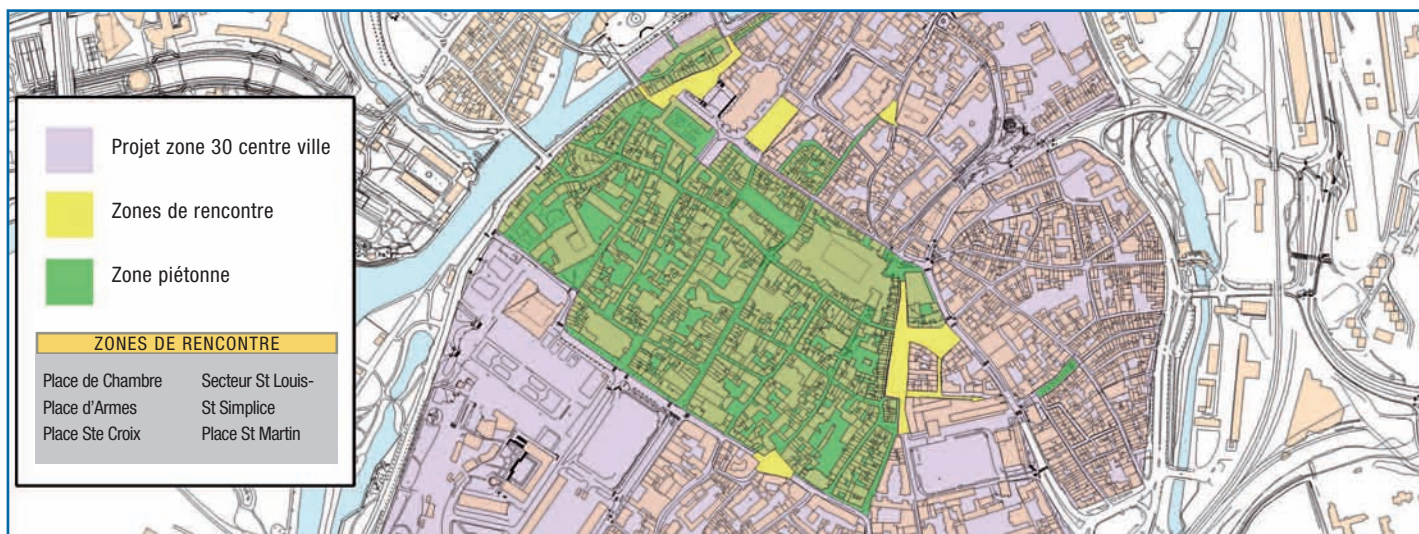 Projet zone 30 centre ville
Zones de rencontre
Zone piétonne
ZONES DE RENCONTRE
Place de Chambre
Place d'Armes
Place Ste Croix
Secteur St Louis-
St Simplice
Place St Martin